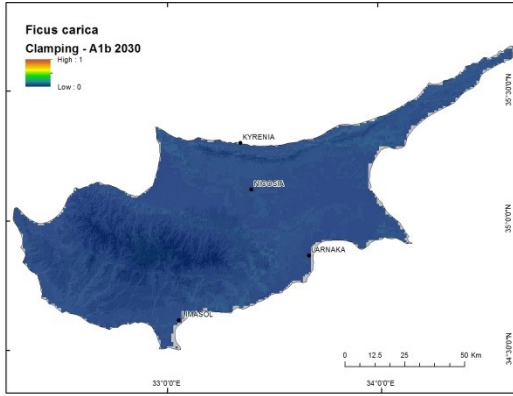 Ficus carica
Clamping - A1b 2030
High : 1
Low : 0
KYRENIA
NICOSIA
LARNAKA
LIMASOL
35°30'0"N
35°0'0"N
34°30'0"N
0 12.5 25 50 Km
33°0'0"E 34°0'0"E